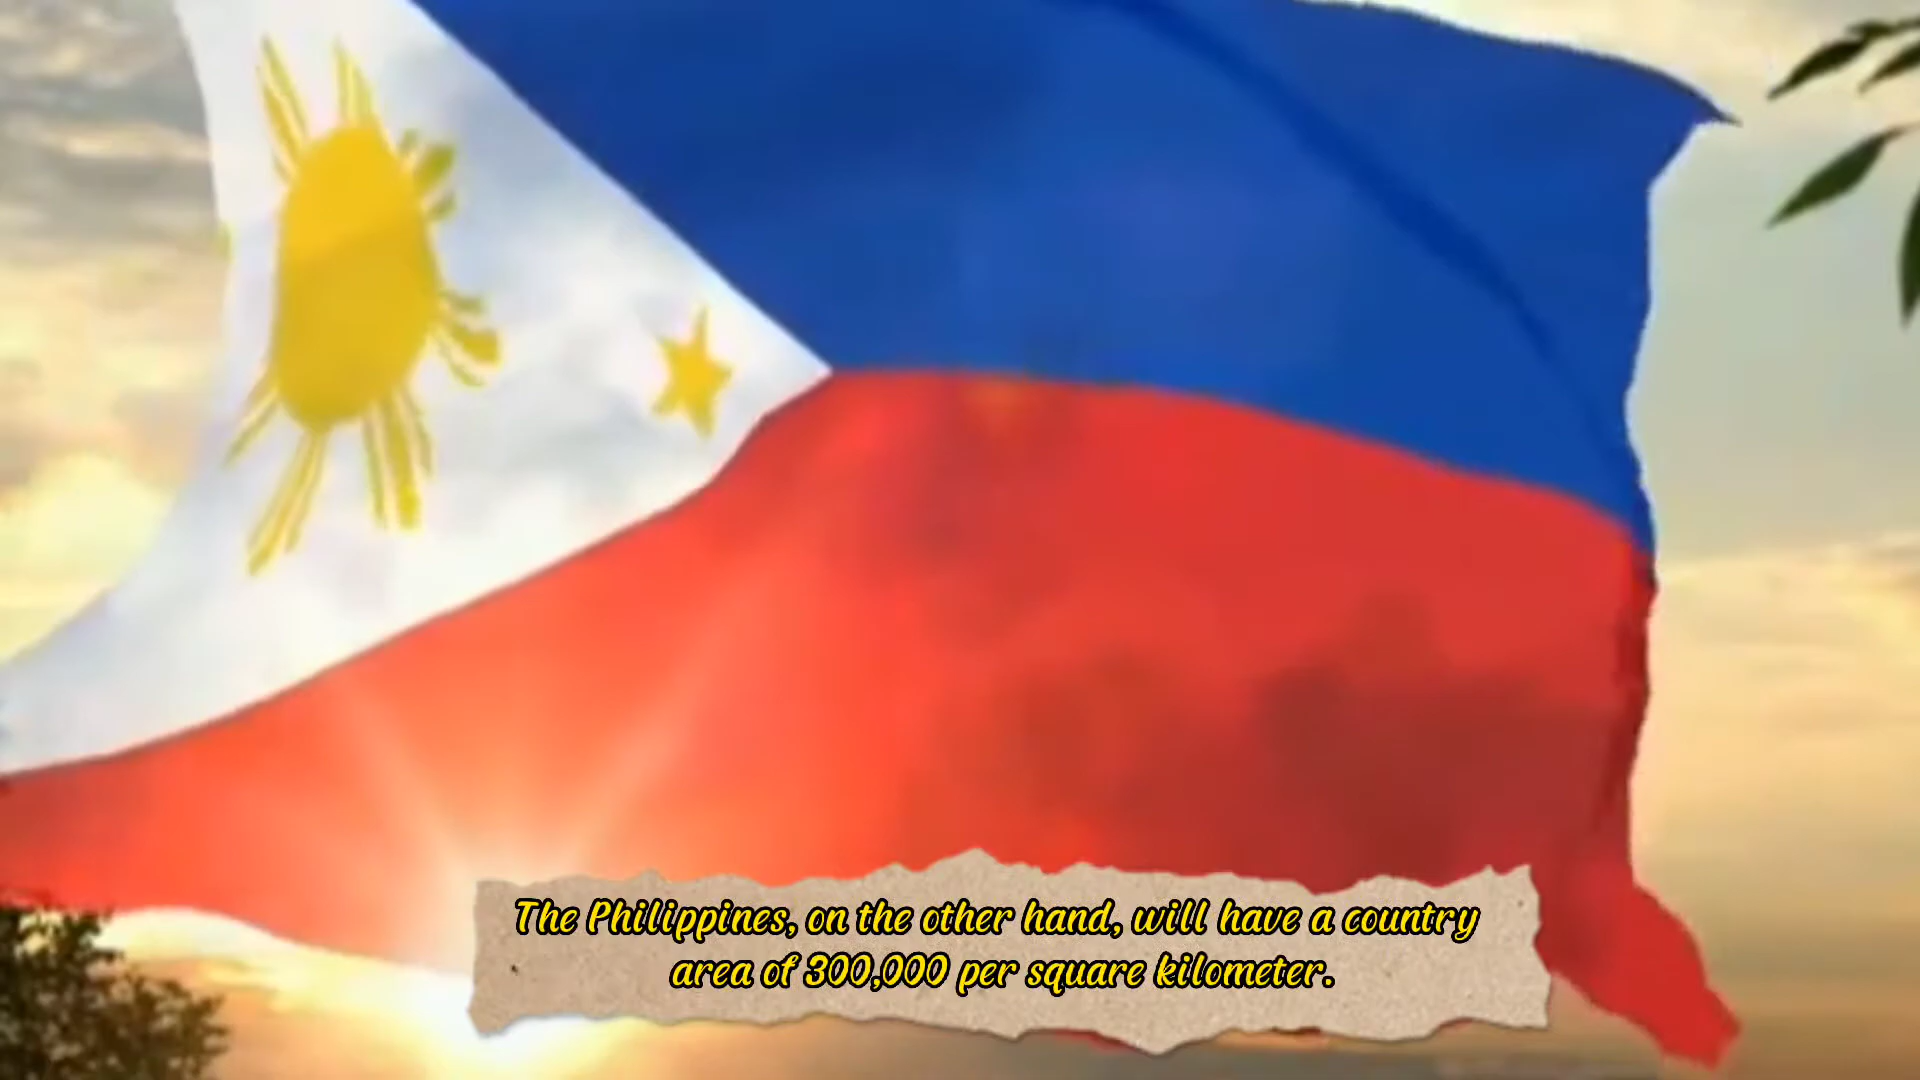 The Philippines, on the other hand, will have a country
area of 300,000 per square kilometer.